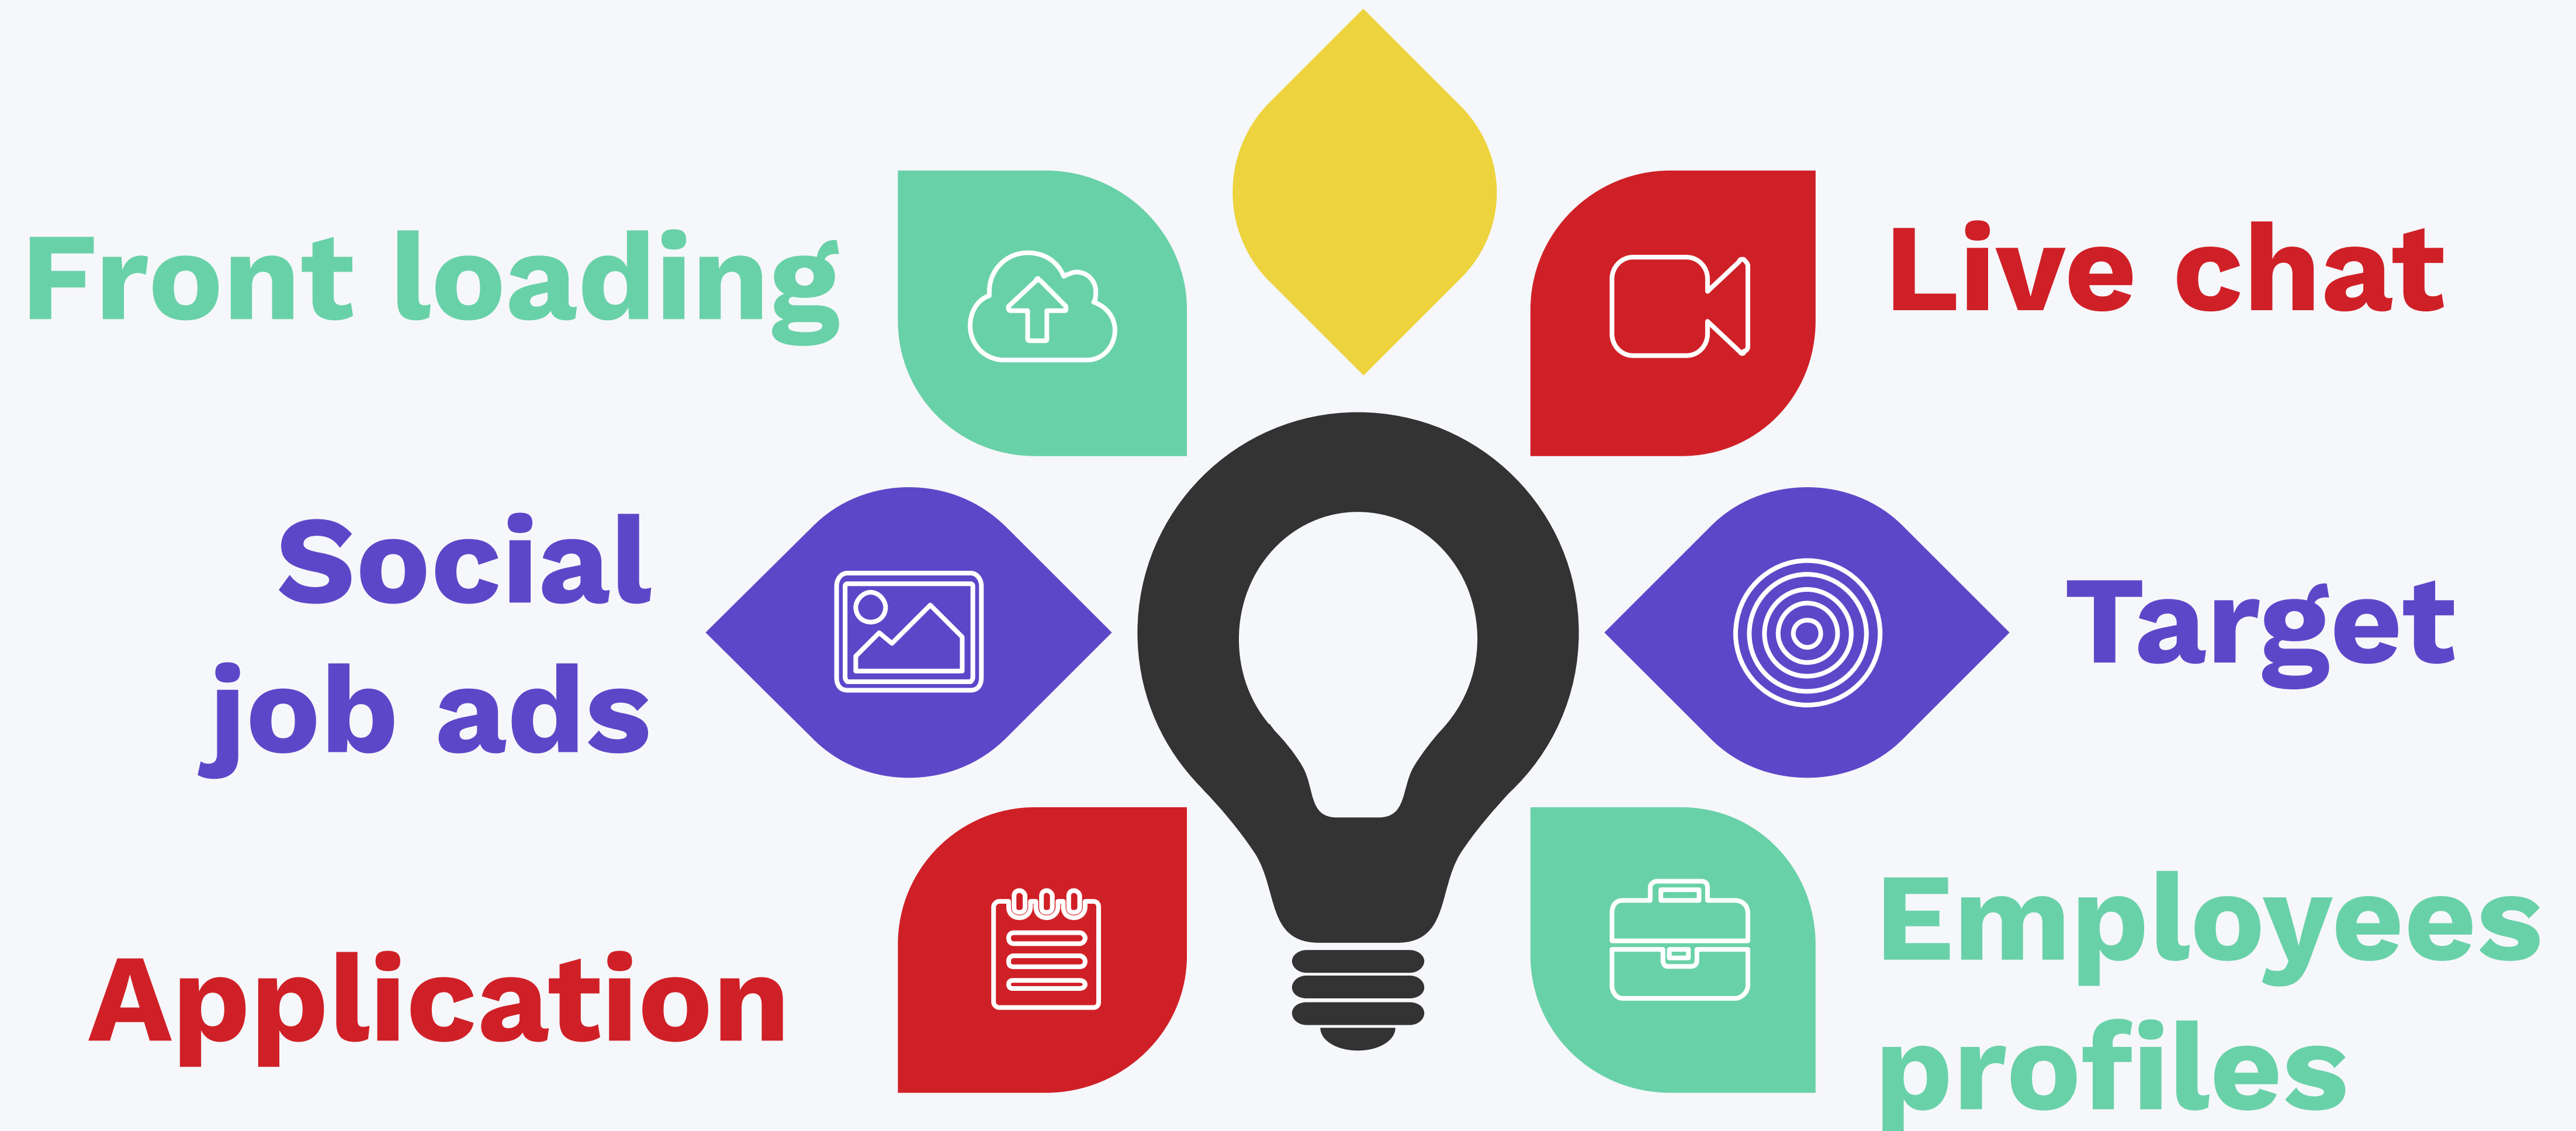 Front loading
Live chat
Social
job ads
Target
Application
Employees
profiles